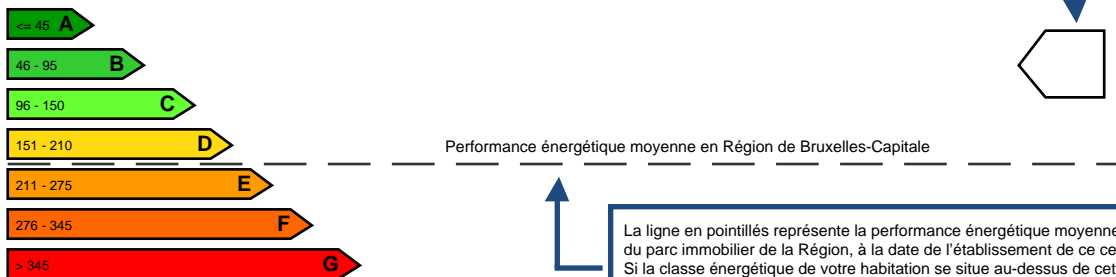 <= 45 A
46 - 95 B
96 - 150 C
151 - 210 D
Performance énergétique moyenne en Région de Bruxelles-Capitale
211 - 275 E
276 - 345 F
> 345 G
La ligne en pointillés représente la performance énergétique moyenne
du parc immobilier de la Région, à la date de l'établissement de ce
Si la classe énergétique de votre habitation se situe au-dessus de